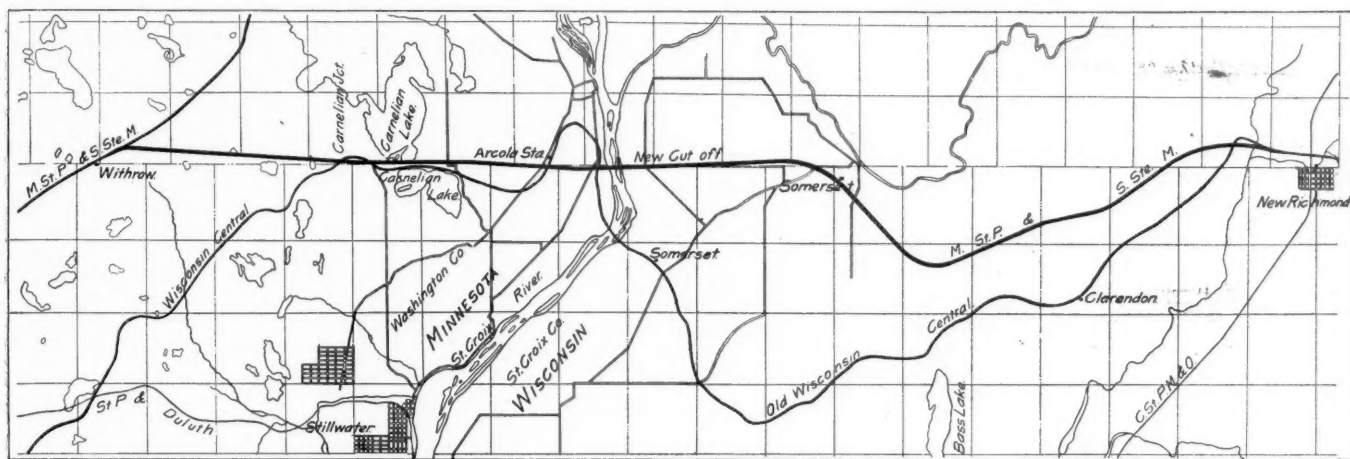 M. St. P. & S. Ste. M.
Withrow.
Carnelian Jct.
Carnelian
Lake.
Carnelian
Lake.
Arcola Sta.
New Cut off
Somerset
M. St. P. & S. Ste. M.
New Richmond
Wisconsin Central
Washington Co
MINNESOTA
St. Croix River.
St. Croix Co.
WISCONSIN
Somerset.
Old Wisconsin Central
Clarendon.
St. P. & Duluth
Stillwater.
Bass Lake.
C. St. P. M. & O.